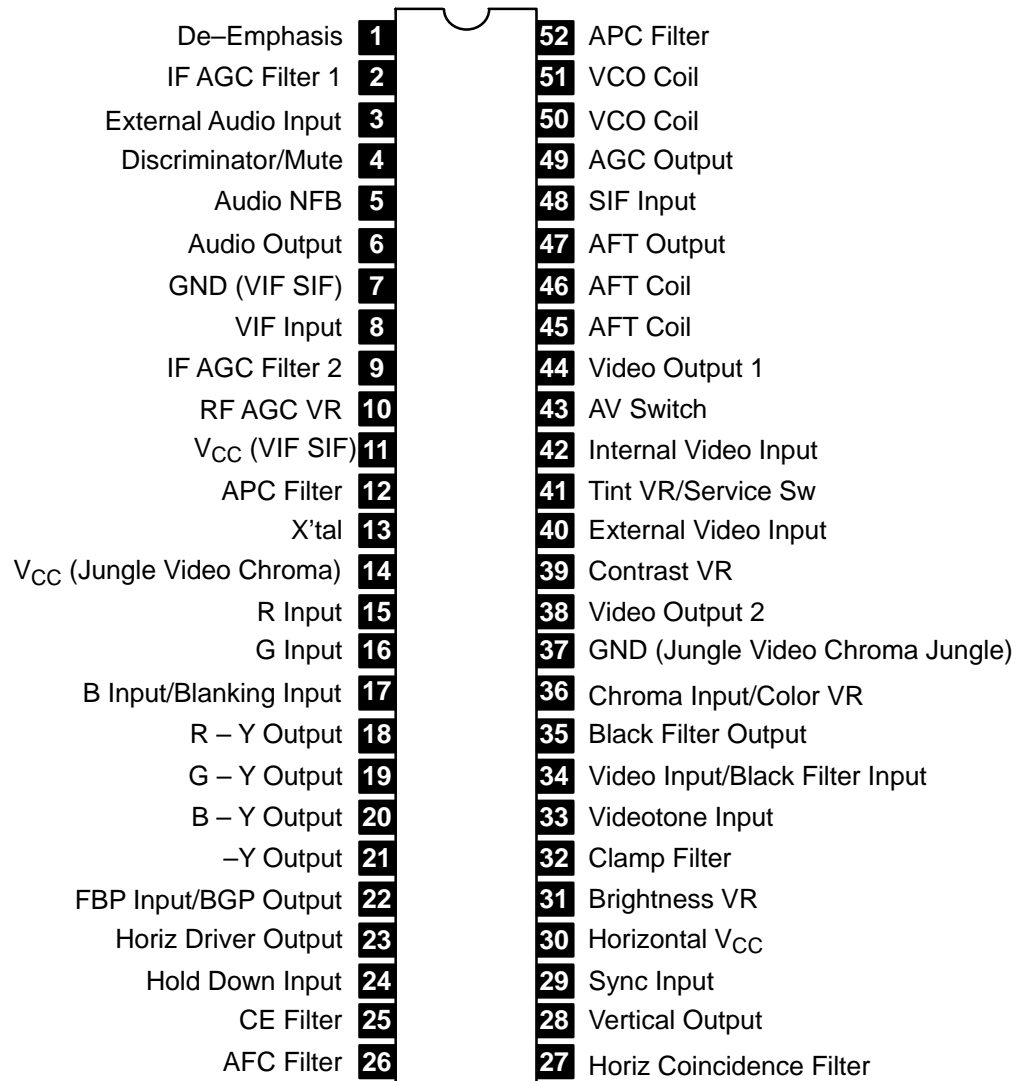 De–Emphasis 1 52 APC Filter
IF AGC Filter 1 2 51 VCO Coil
External Audio Input 3 50 VCO Coil
Discriminator/Mute 4 49 AGC Output
Audio NFB 5 48 SIF Input
Audio Output 6 47 AFT Output
GND (VIF SIF) 7 46 AFT Coil
VIF Input 8 45 AFT Coil
IF AGC Filter 2 9 44 Video Output 1
RF AGC VR 10 43 AV Switch
VCC (VIF SIF) 11 42 Internal Video Input
APC Filter 12 41 Tint VR/Service Sw
X’tal 13 40 External Video Input
VCC (Jungle Video Chroma) 14 39 Contrast VR
R Input 15 38 Video Output 2
G Input 16 37 GND (Jungle Video Chroma Jungle)
B Input/Blanking Input 17 36 Chroma Input/Color VR
R – Y Output 18 35 Black Filter Output
G – Y Output 19 34 Video Input/Black Filter Input
B – Y Output 20 33 Videotone Input
–Y Output 21 32 Clamp Filter
FBP Input/BGP Output 22 31 Brightness VR
Horiz Driver Output 23 30 Horizontal VCC
Hold Down Input 24 29 Sync Input
CE Filter 25 28 Vertical Output
AFC Filter 26 27 Horiz Coincidence Filter